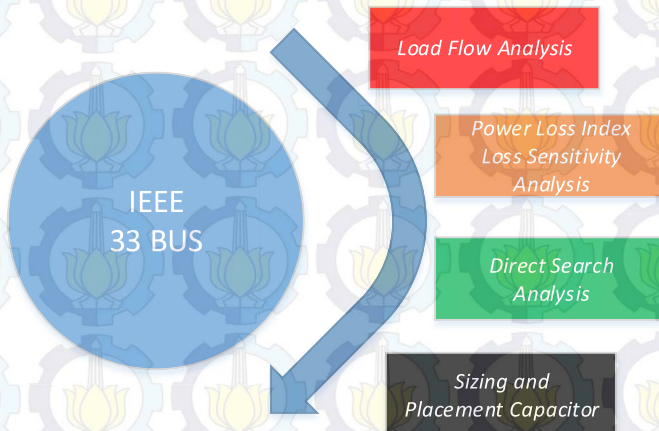 IEEE
33 BUS
Load Flow Analysis
Power Loss Index
Loss Sensitivity
Analysis
Direct Search
Analysis
Sizing and
Placement Capacitor